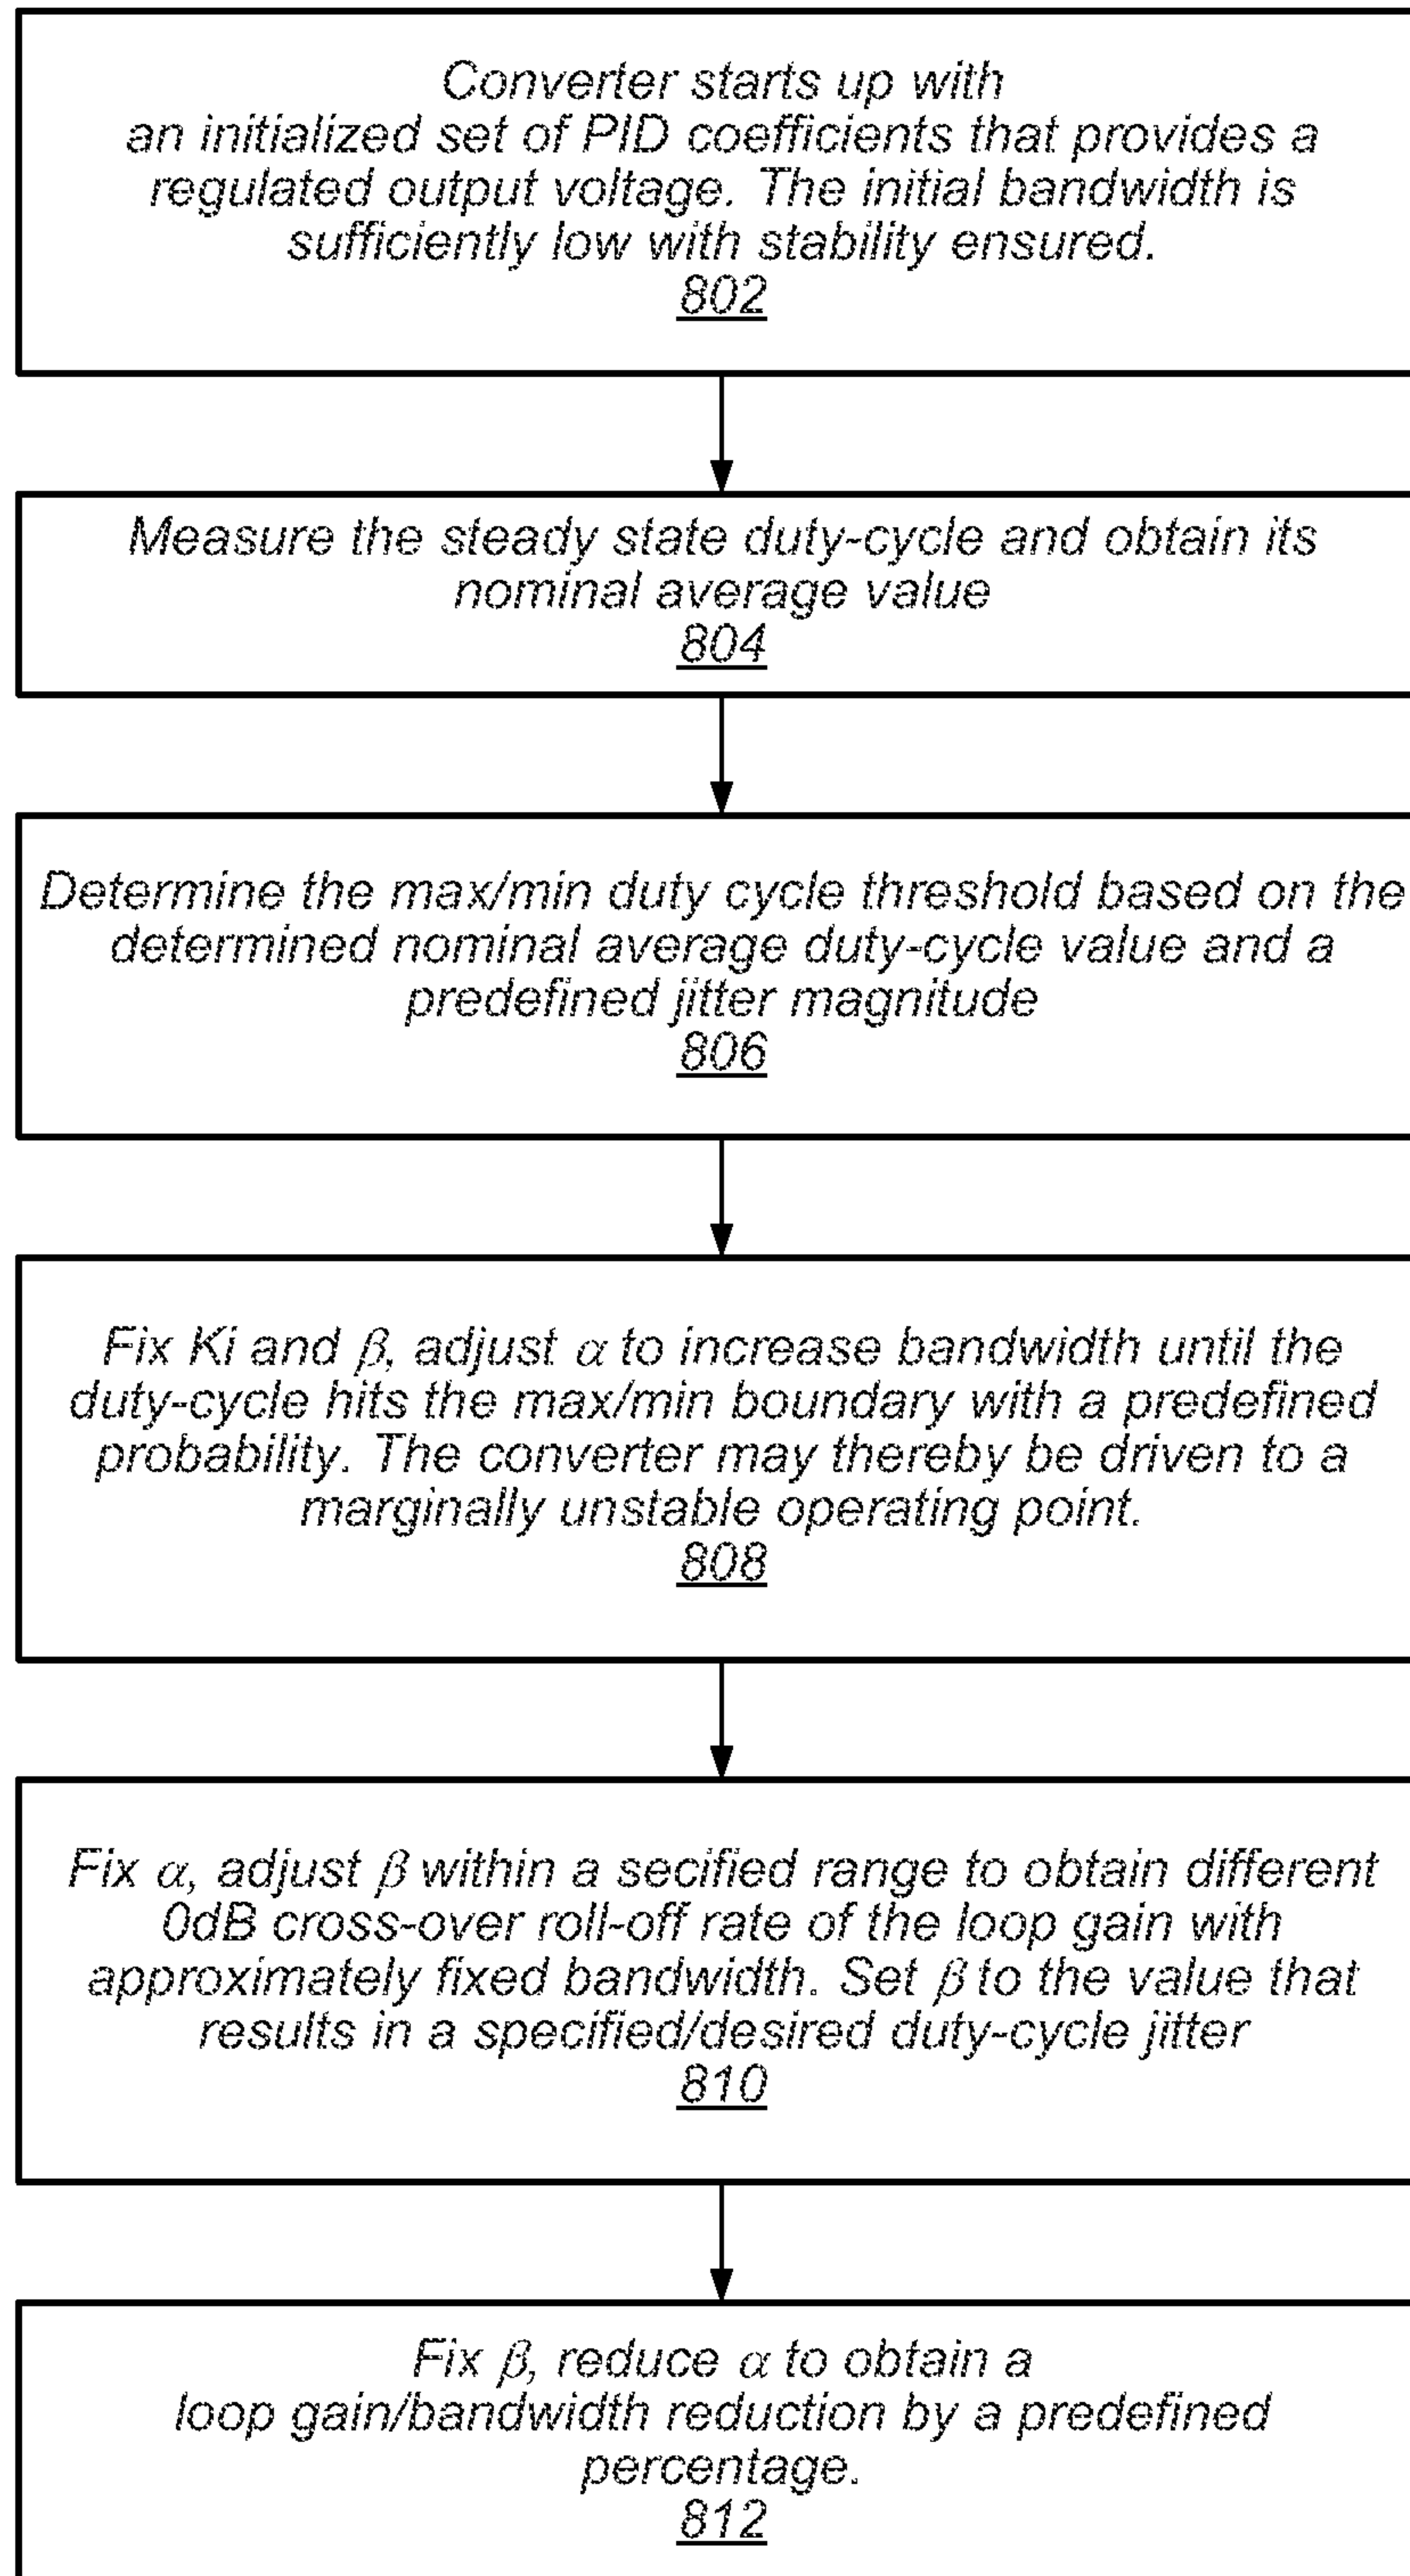 Converter starts up with
an initialized set of PID coefficients that provides a
regulated output voltage. The initial bandwidth is
sufficiently low with stability ensured.
802
Measure the steady state duty-cycle and obtain its
nominal average value
804
Determine the max/min duty cycle threshold based on the
determined nominal average duty-cycle value and a
predefined jitter magnitude
806
Fix Ki and β, adjust α to increase bandwidth until the
duty-cycle hits the max/min boundary with a predefined
probability. The converter may thereby be driven to a
marginally unstable operating point.
808
Fix α, adjust β within a secified range to obtain different
0dB cross-over roll-off rate of the loop gain with
approximately fixed bandwidth. Set β to the value that
results in a specified/desired duty-cycle jitter
810
Fix β, reduce α to obtain a
loop gain/bandwidth reduction by a predefined
percentage.
812